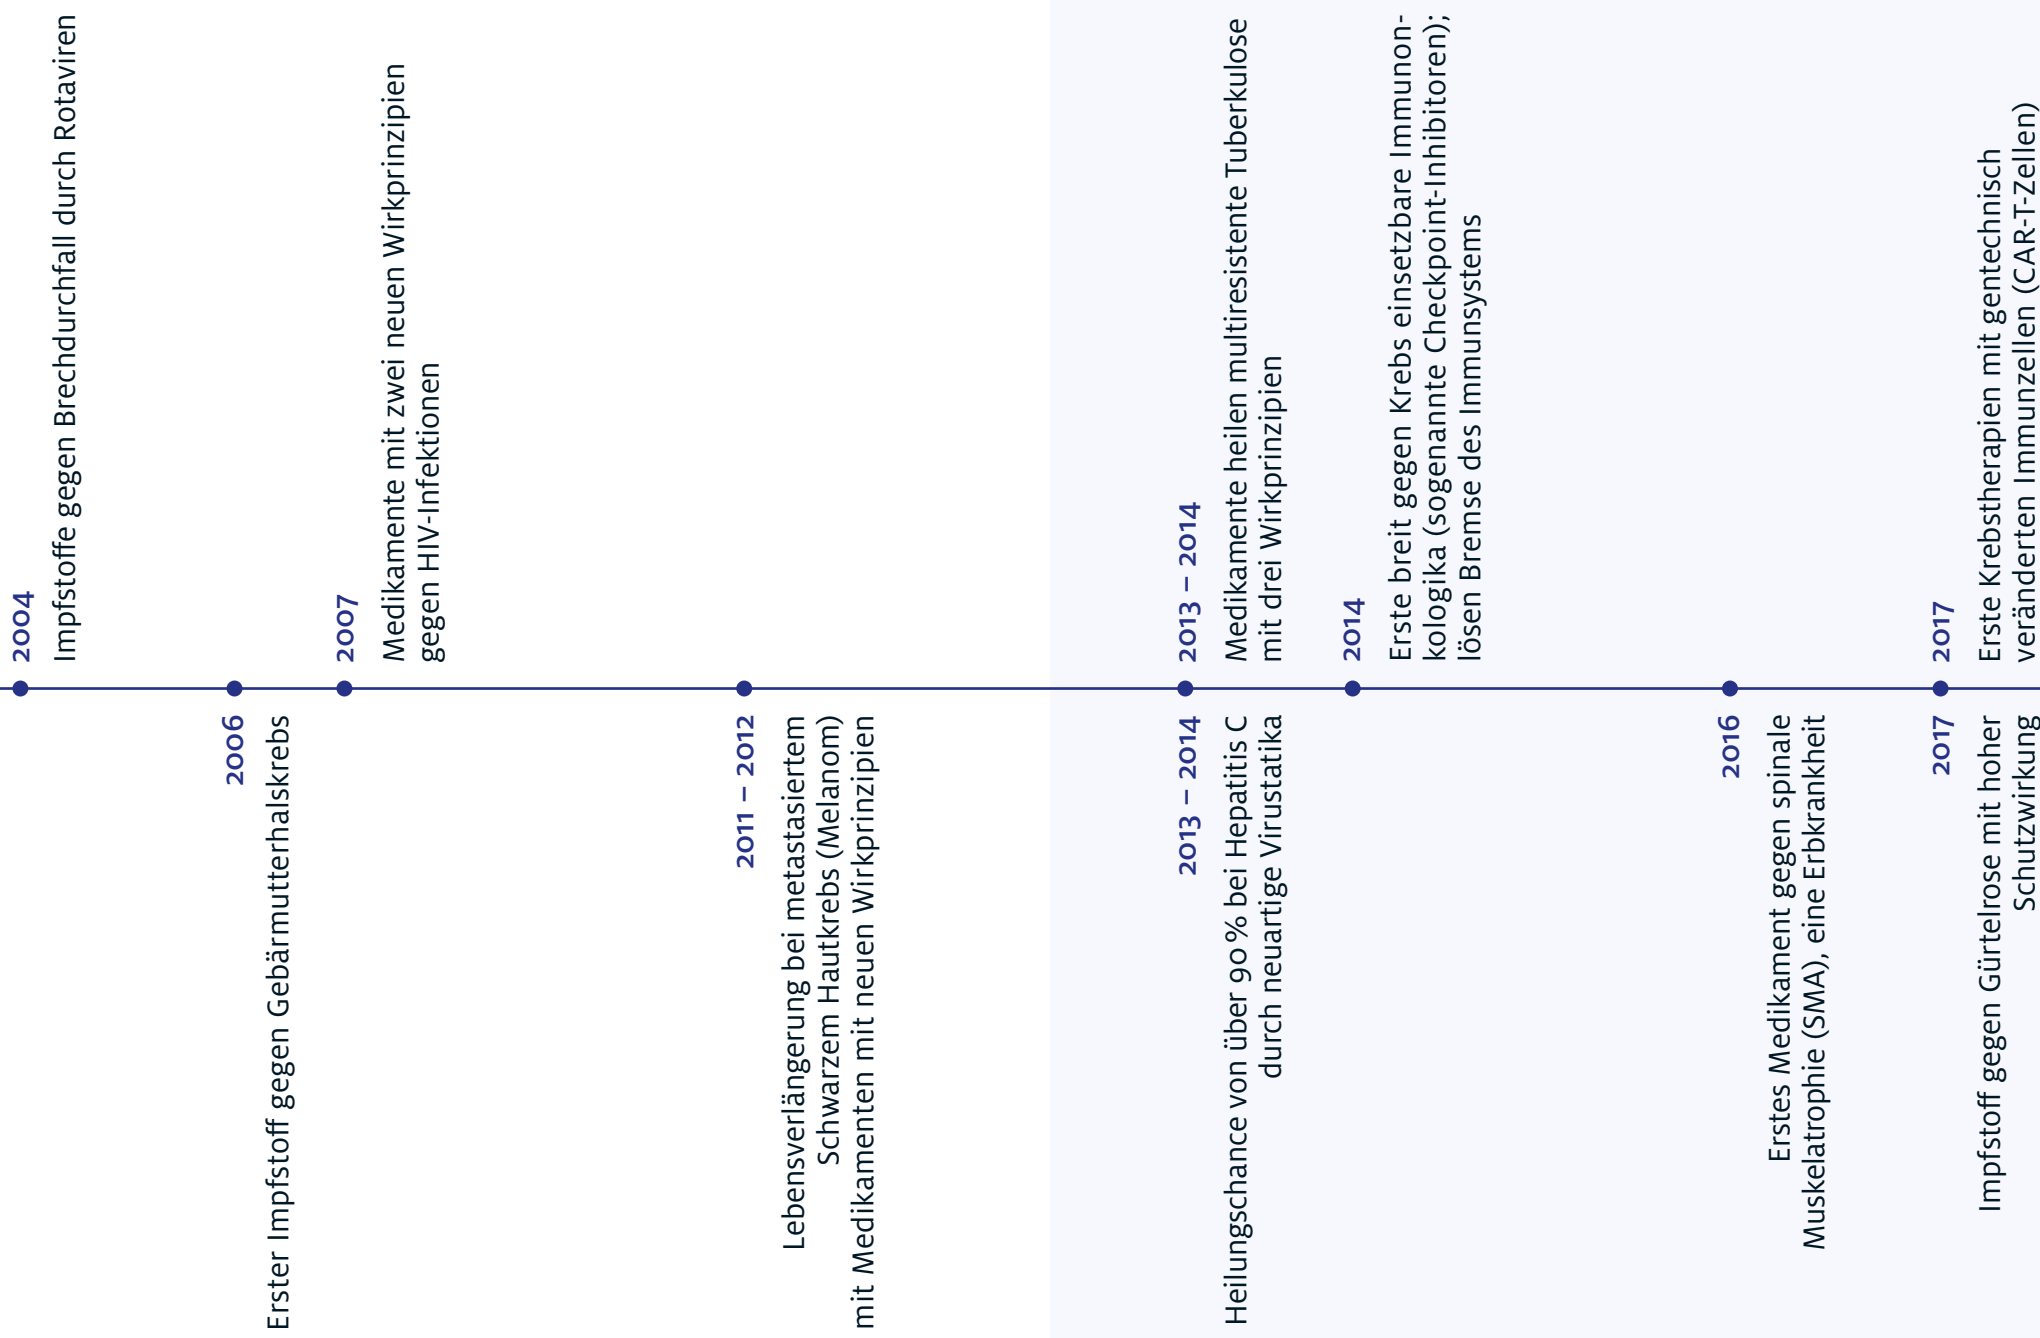 2004
Impfstoffe gegen Brechdurchfall durch Rotaviren
2006
Erster Impfstoff gegen Gebärmutterhalskrebs
2007
Medikamente mit zwei neuen Wirkprinzipien
gegen HIV-Infektionen
2011 – 2012
Lebensverlängerung bei metastasiertem
Schwarzem Hautkrebs (Melanom)
mit Medikamenten mit neuen Wirkprinzipien
2013 – 2014
Medikamente heilen multiresistente Tuberkulose
mit drei Wirkprinzipien
2013 – 2014
Heilungschance von über 90 % bei Hepatitis C
durch neuartige Virustatika
2014
Erste breit gegen Krebs einsetzbare Immunon-
kologika (sogenannte Checkpoint-Inhibitoren);
lösen Bremse des Immunsystems
2016
Erstes Medikament gegen spinale
Muskelatrophie (SMA), eine Erbkrankheit
2017
Erste Krebstherapien mit gentechnisch
veränderten Immunzellen (CAR-T-Zellen)
2017
Impfstoff gegen Gürtelrose mit hoher
Schutzwirkung